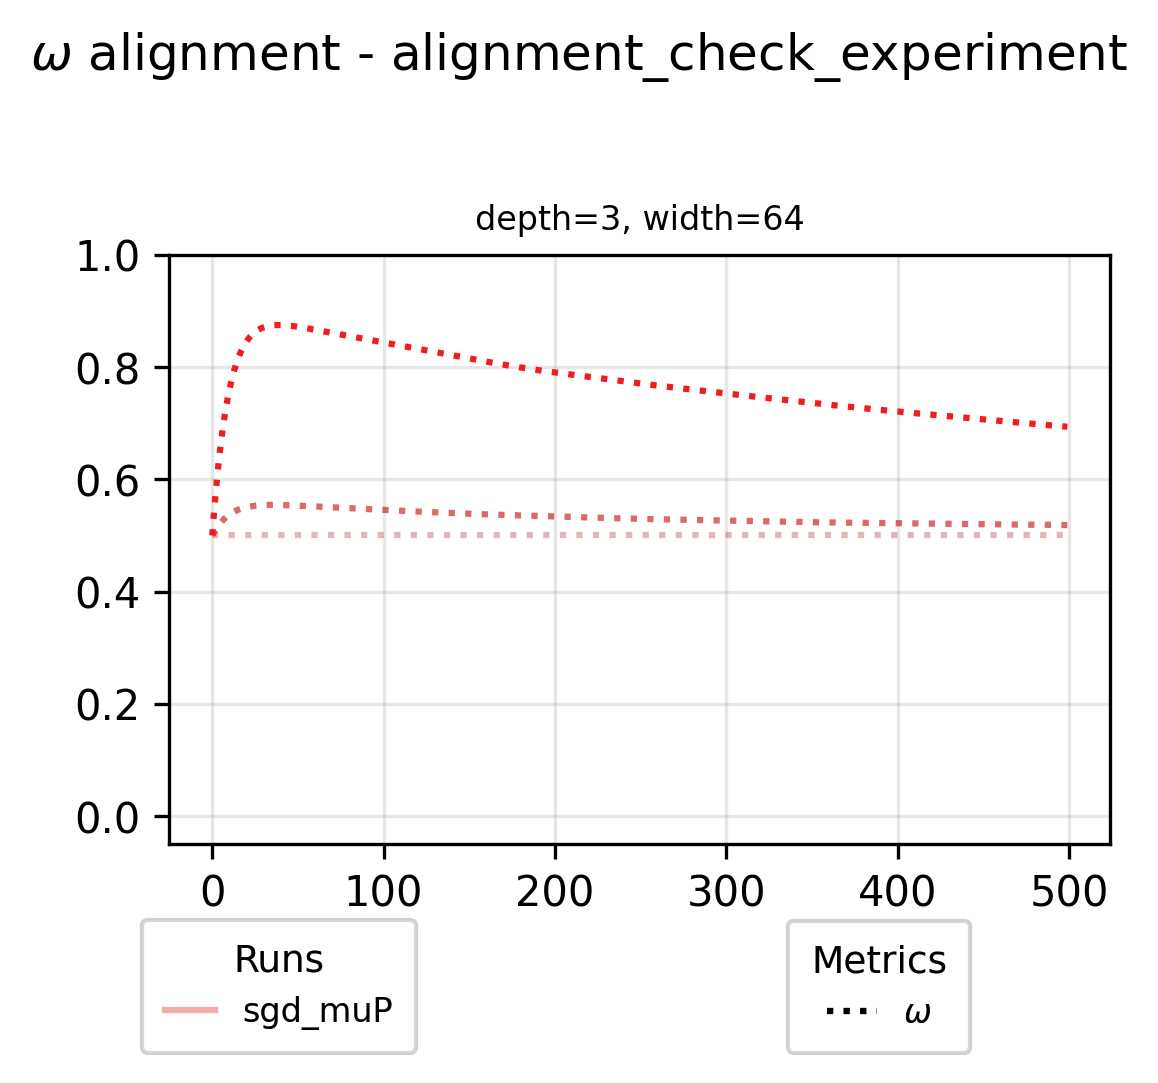 ω alignment - alignment_check_experiment
depth=3, width=64
1.0
0.8
0.6
0.4
0.2
0.0
0 100 200 300 400 500
Runs
sgd_muP
Metrics
ω